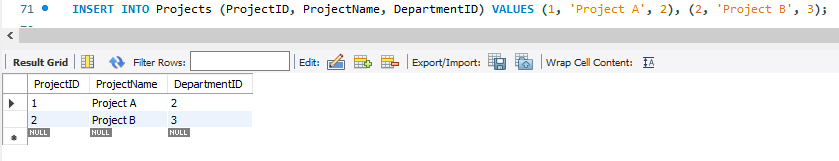 71 INSERT INTO Projects (ProjectID, ProjectName, DepartmentID) VALUES (1, 'Project A', 2), (2, 'Project B', 3);
Result Grid Filter Rows: Edit: Export/Import: Wrap Cell Content:
ProjectID ProjectName DepartmentID
1 Project A 2
2 Project B 3
NULL NULL NULL